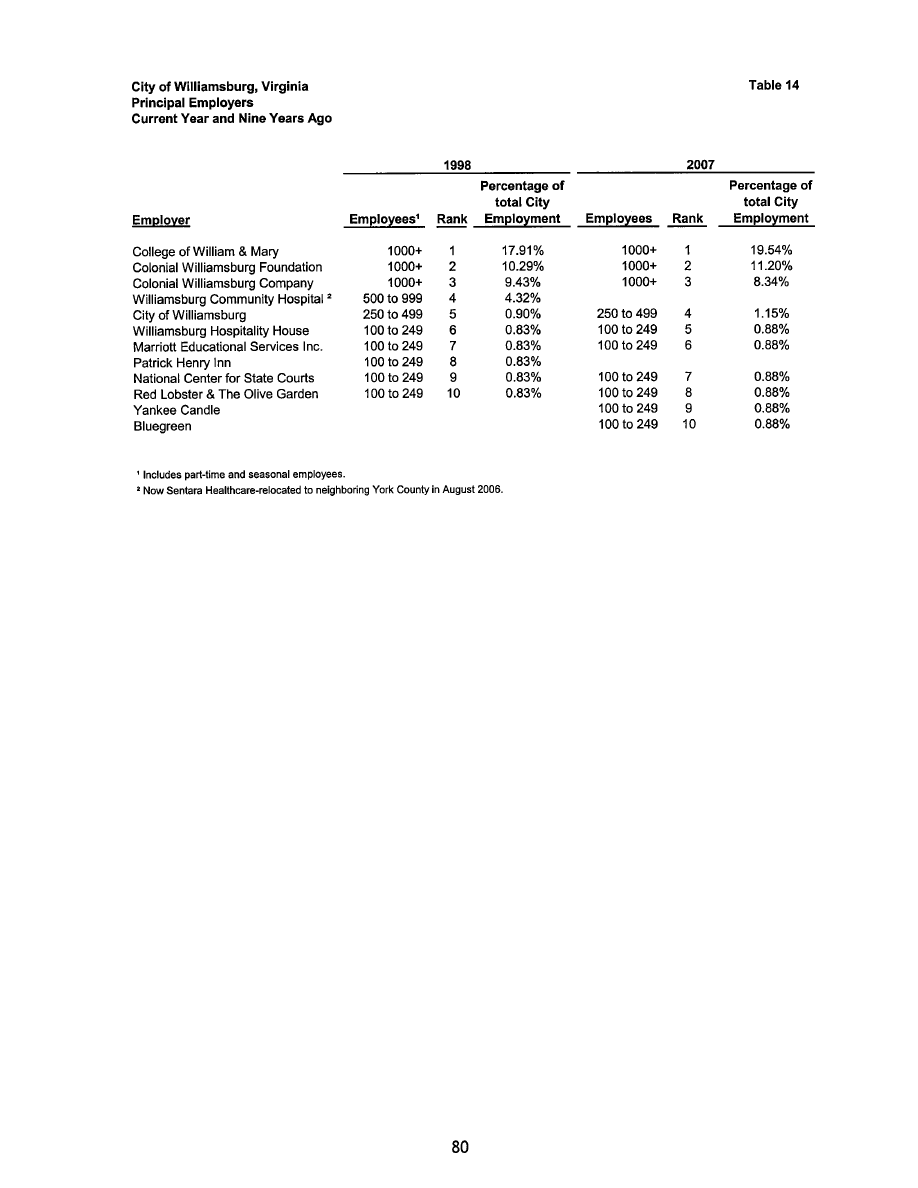 City of Williamsburg, Virginia Table 14
Principal Employers
Current Year and Nine Years Ago
1998 2007
Percentage of Percentage of
total City total City
Employer Employees¹ Rank Employment Employees Rank Employment
College of William & Mary 1000+ 1 17.91% 1000+ 1 19.54%
Colonial Williamsburg Foundation 1000+ 2 10.29% 1000+ 2 11.20%
Colonial Williamsburg Company 1000+ 3 9.43% 1000+ 3 8.34%
Williamsburg Community Hospital ² 500 to 999 4 4.32%
City of Williamsburg 250 to 499 5 0.90% 250 to 499 4 1.15%
Williamsburg Hospitality House 100 to 249 6 0.83% 100 to 249 5 0.88%
Marriott Educational Services Inc. 100 to 249 7 0.83% 100 to 249 6 0.88%
Patrick Henry Inn 100 to 249 8 0.83%
National Center for State Courts 100 to 249 9 0.83% 100 to 249 7 0.88%
Red Lobster & The Olive Garden 100 to 249 10 0.83% 100 to 249 8 0.88%
Yankee Candle 100 to 249 9 0.88%
Bluegreen 100 to 249 10 0.88%
¹ Includes part-time and seasonal employees.
² Now Sentara Healthcare-relocated to neighboring York County in August 2006.
80